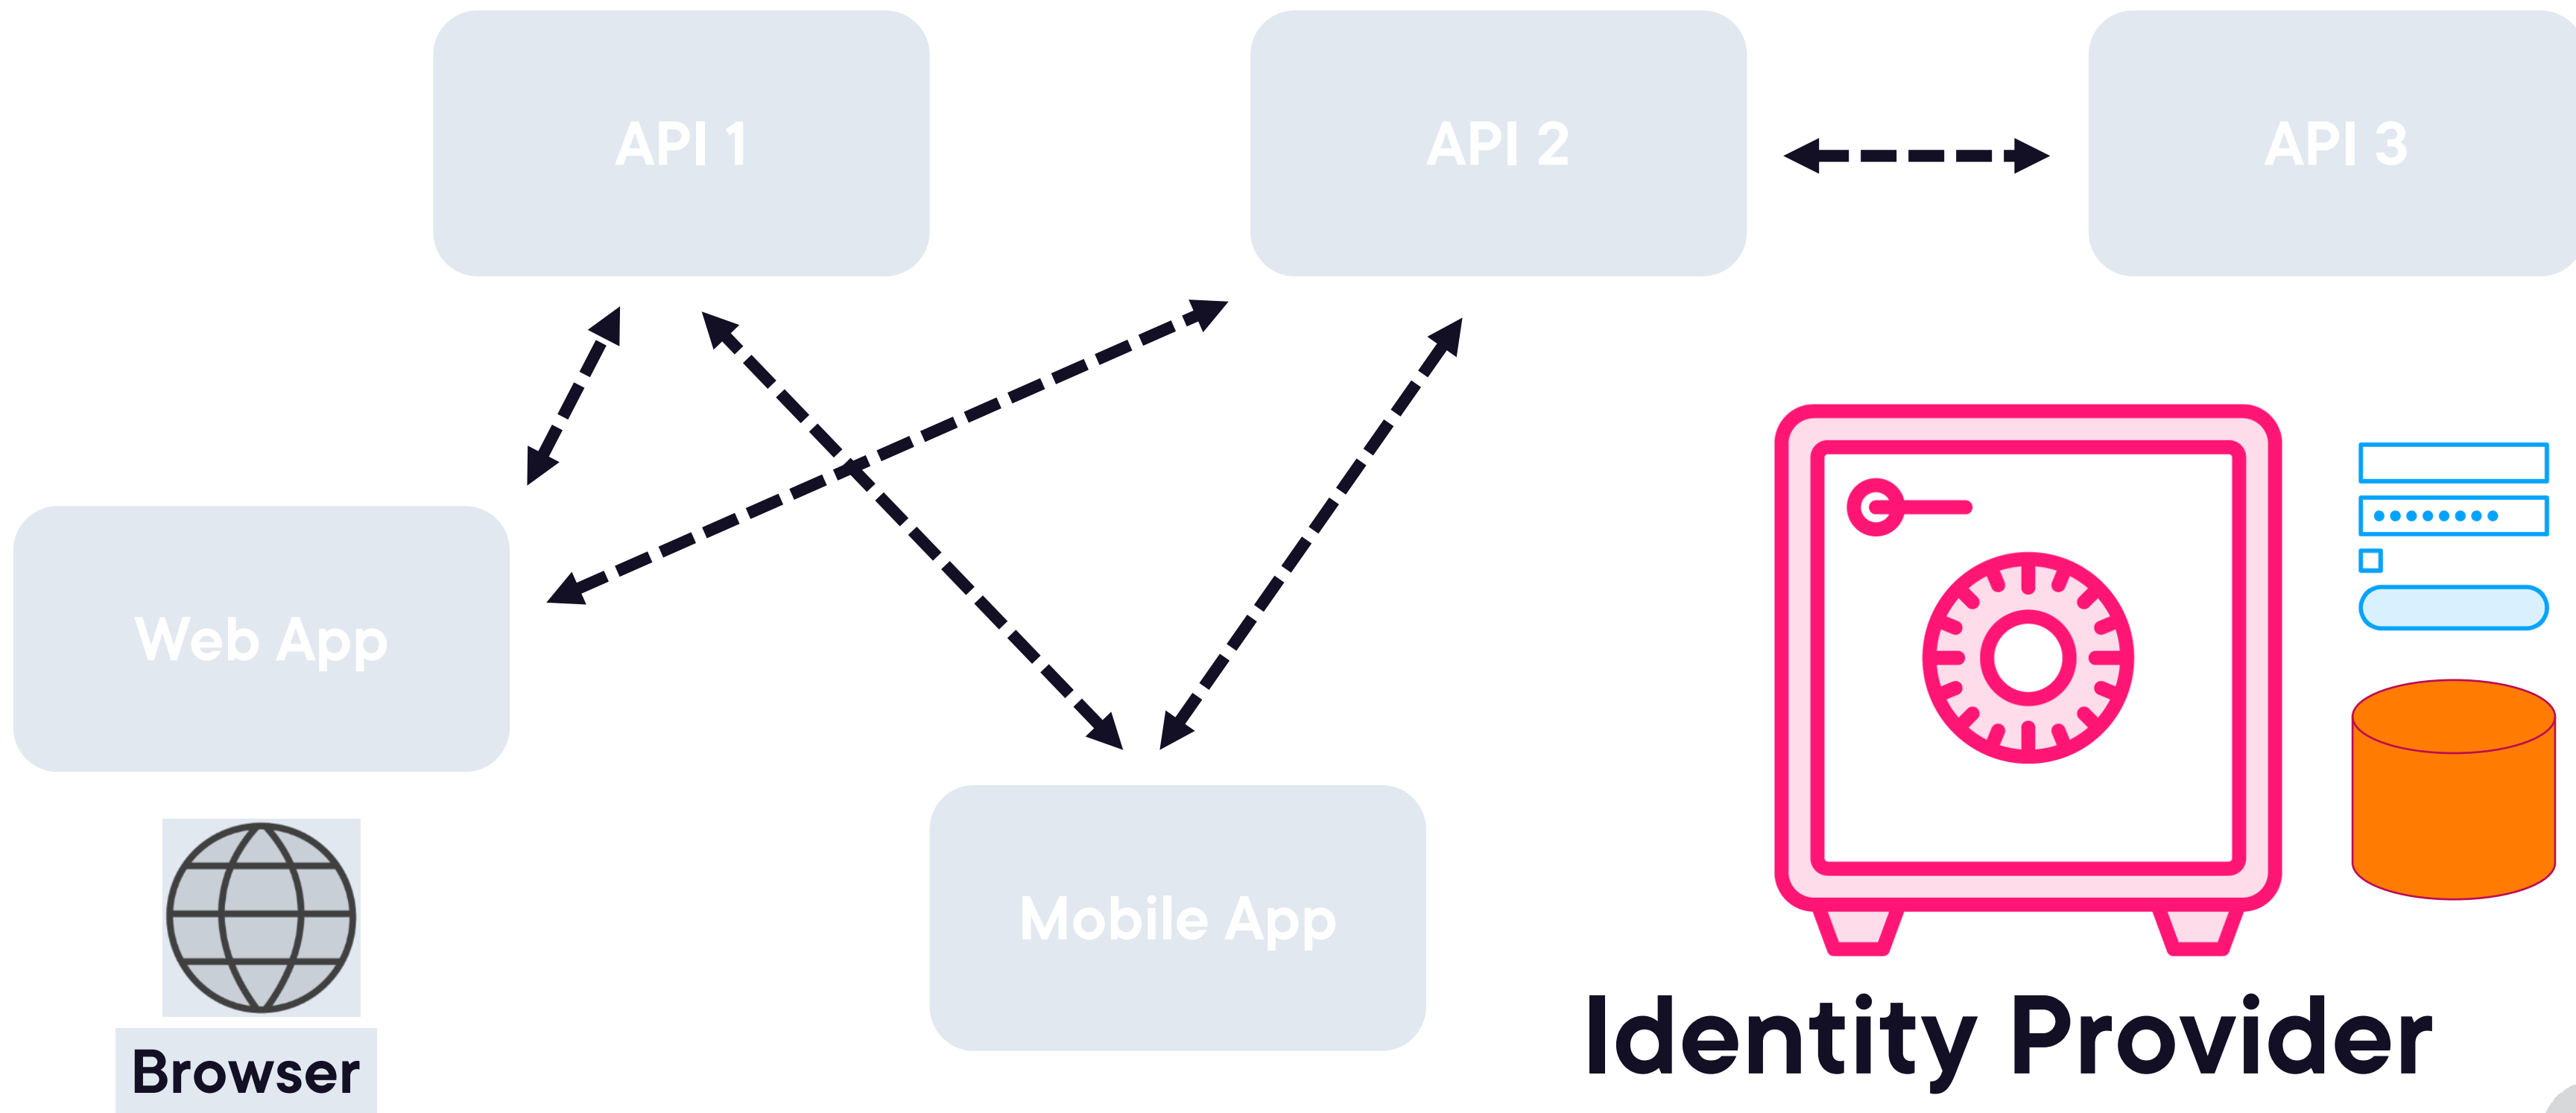 API 1
API 2
API 3
Web App
Mobile App
Browser
Identity Provider